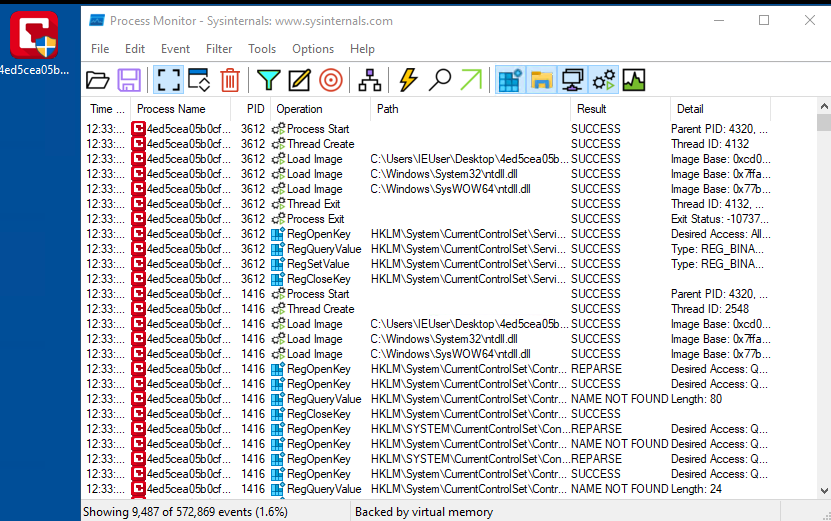 Process Monitor - Sysinternals: www.sysinternals.com
File Edit Event Filter Tools Options Help
4ed5cea05b...
Time ... Process Name PID Operation Path Result Detail
12:33:... 4ed5cea05b0cf... 3612 Process Start SUCCESS Parent PID: 4320, ...
12:33:... 4ed5cea05b0cf... 3612 Thread Create SUCCESS Thread ID: 4132
12:33:... 4ed5cea05b0cf... 3612 Load Image C:\Users\IEUser\Desktop\4ed5cea05b... SUCCESS Image Base: 0xcd0...
12:33:... 4ed5cea05b0cf... 3612 Load Image C:\Windows\System32\ntdll.dll SUCCESS Image Base: 0x7ffa...
12:33:... 4ed5cea05b0cf... 3612 Load Image C:\Windows\SysWOW64\ntdll.dll SUCCESS Image Base: 0x77b...
12:33:... 4ed5cea05b0cf... 3612 Thread Exit SUCCESS Thread ID: 4132, ...
12:33:... 4ed5cea05b0cf... 3612 Process Exit SUCCESS Exit Status: -10737...
12:33:... 4ed5cea05b0cf... 3612 RegOpenKey HKLM\System\CurrentControlSet\Servi... SUCCESS Desired Access: All...
12:33:... 4ed5cea05b0cf... 3612 RegQueryValue HKLM\System\CurrentControlSet\Servi... SUCCESS Type: REG_BINA...
12:33:... 4ed5cea05b0cf... 3612 RegSetValue HKLM\System\CurrentControlSet\Servi... SUCCESS Type: REG_BINA...
12:33:... 4ed5cea05b0cf... 3612 RegCloseKey HKLM\System\CurrentControlSet\Servi... SUCCESS
12:33:... 4ed5cea05b0cf... 1416 Process Start SUCCESS Parent PID: 4320, ...
12:33:... 4ed5cea05b0cf... 1416 Thread Create SUCCESS Thread ID: 2548
12:33:... 4ed5cea05b0cf... 1416 Load Image C:\Users\IEUser\Desktop\4ed5cea05b... SUCCESS Image Base: 0xcd0...
12:33:... 4ed5cea05b0cf... 1416 Load Image C:\Windows\System32\ntdll.dll SUCCESS Image Base: 0x7ffa...
12:33:... 4ed5cea05b0cf... 1416 Load Image C:\Windows\SysWOW64\ntdll.dll SUCCESS Image Base: 0x77b...
12:33:... 4ed5cea05b0cf... 1416 RegOpenKey HKLM\System\CurrentControlSet\Contr... REPARSE Desired Access: Q...
12:33:... 4ed5cea05b0cf... 1416 RegOpenKey HKLM\System\CurrentControlSet\Contr... SUCCESS Desired Access: Q...
12:33:... 4ed5cea05b0cf... 1416 RegQueryValue HKLM\System\CurrentControlSet\Contr... NAME NOT FOUND Length: 80
12:33:... 4ed5cea05b0cf... 1416 RegCloseKey HKLM\System\CurrentControlSet\Contr... SUCCESS
12:33:... 4ed5cea05b0cf... 1416 RegOpenKey HKLM\SYSTEM\CurrentControlSet\Con... REPARSE Desired Access: Q...
12:33:... 4ed5cea05b0cf... 1416 RegOpenKey HKLM\System\CurrentControlSet\Contr... NAME NOT FOUND Desired Access: Q...
12:33:... 4ed5cea05b0cf... 1416 RegOpenKey HKLM\SYSTEM\CurrentControlSet\Con... REPARSE Desired Access: Q...
12:33:... 4ed5cea05b0cf... 1416 RegOpenKey HKLM\System\CurrentControlSet\Contr... SUCCESS Desired Access: Q...
12:33:... 4ed5cea05b0cf... 1416 RegQueryValue HKLM\System\CurrentControlSet\Contr... NAME NOT FOUND Length: 24
Showing 9,487 of 572,869 events (1.6%) Backed by virtual memory